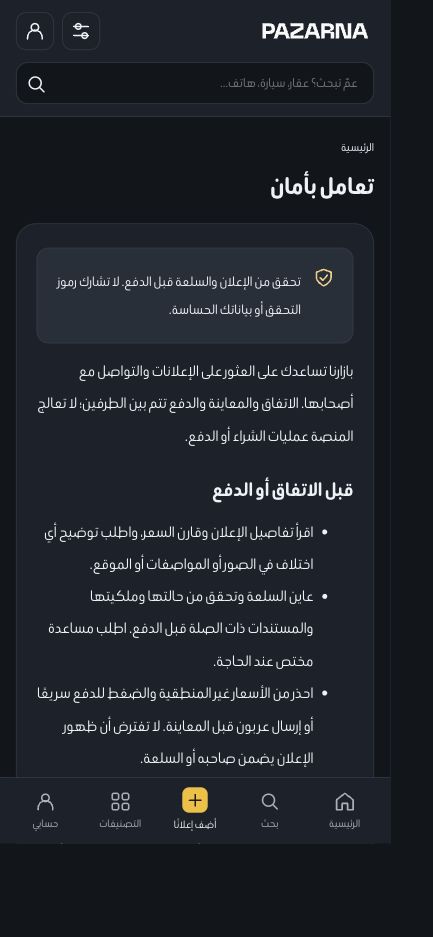 PAZARNA
عمّ تبحث؟ عقار، سيارة، هاتف...
الرئيسية
تعامل بأمان
تحقق من الإعلان والسلعة قبل الدفع. لا تشارك رموز
التحقق أو بياناتك الحساسة.
بازارنا تساعدك على العثور على الإعلانات والتواصل مع
أصحابها. الاتفاق والمعاينة والدفع تتم بين الطرفين؛ لا تعالج
المنصة عمليات الشراء أو الدفع.
قبل الاتفاق أو الدفع
• اقرأ تفاصيل الإعلان وقارن السعر، واطلب توضيح أي
اختلاف في الصور أو المواصفات أو الموقع.
• عاين السلعة وتحقق من حالتها وملكيتها
والمستندات ذات الصلة قبل الدفع. اطلب مساعدة
مختص عند الحاجة.
• احذر من الأسعار غير المنطقية والضغط للدفع سريعًا
أو إرسال عربون قبل المعاينة. لا تفترض أن ظهور
الإعلان يضمن صاحبه أو السلعة.
الرئيسية
بحث
أضف إعلانًا
التصنيفات
حسابي